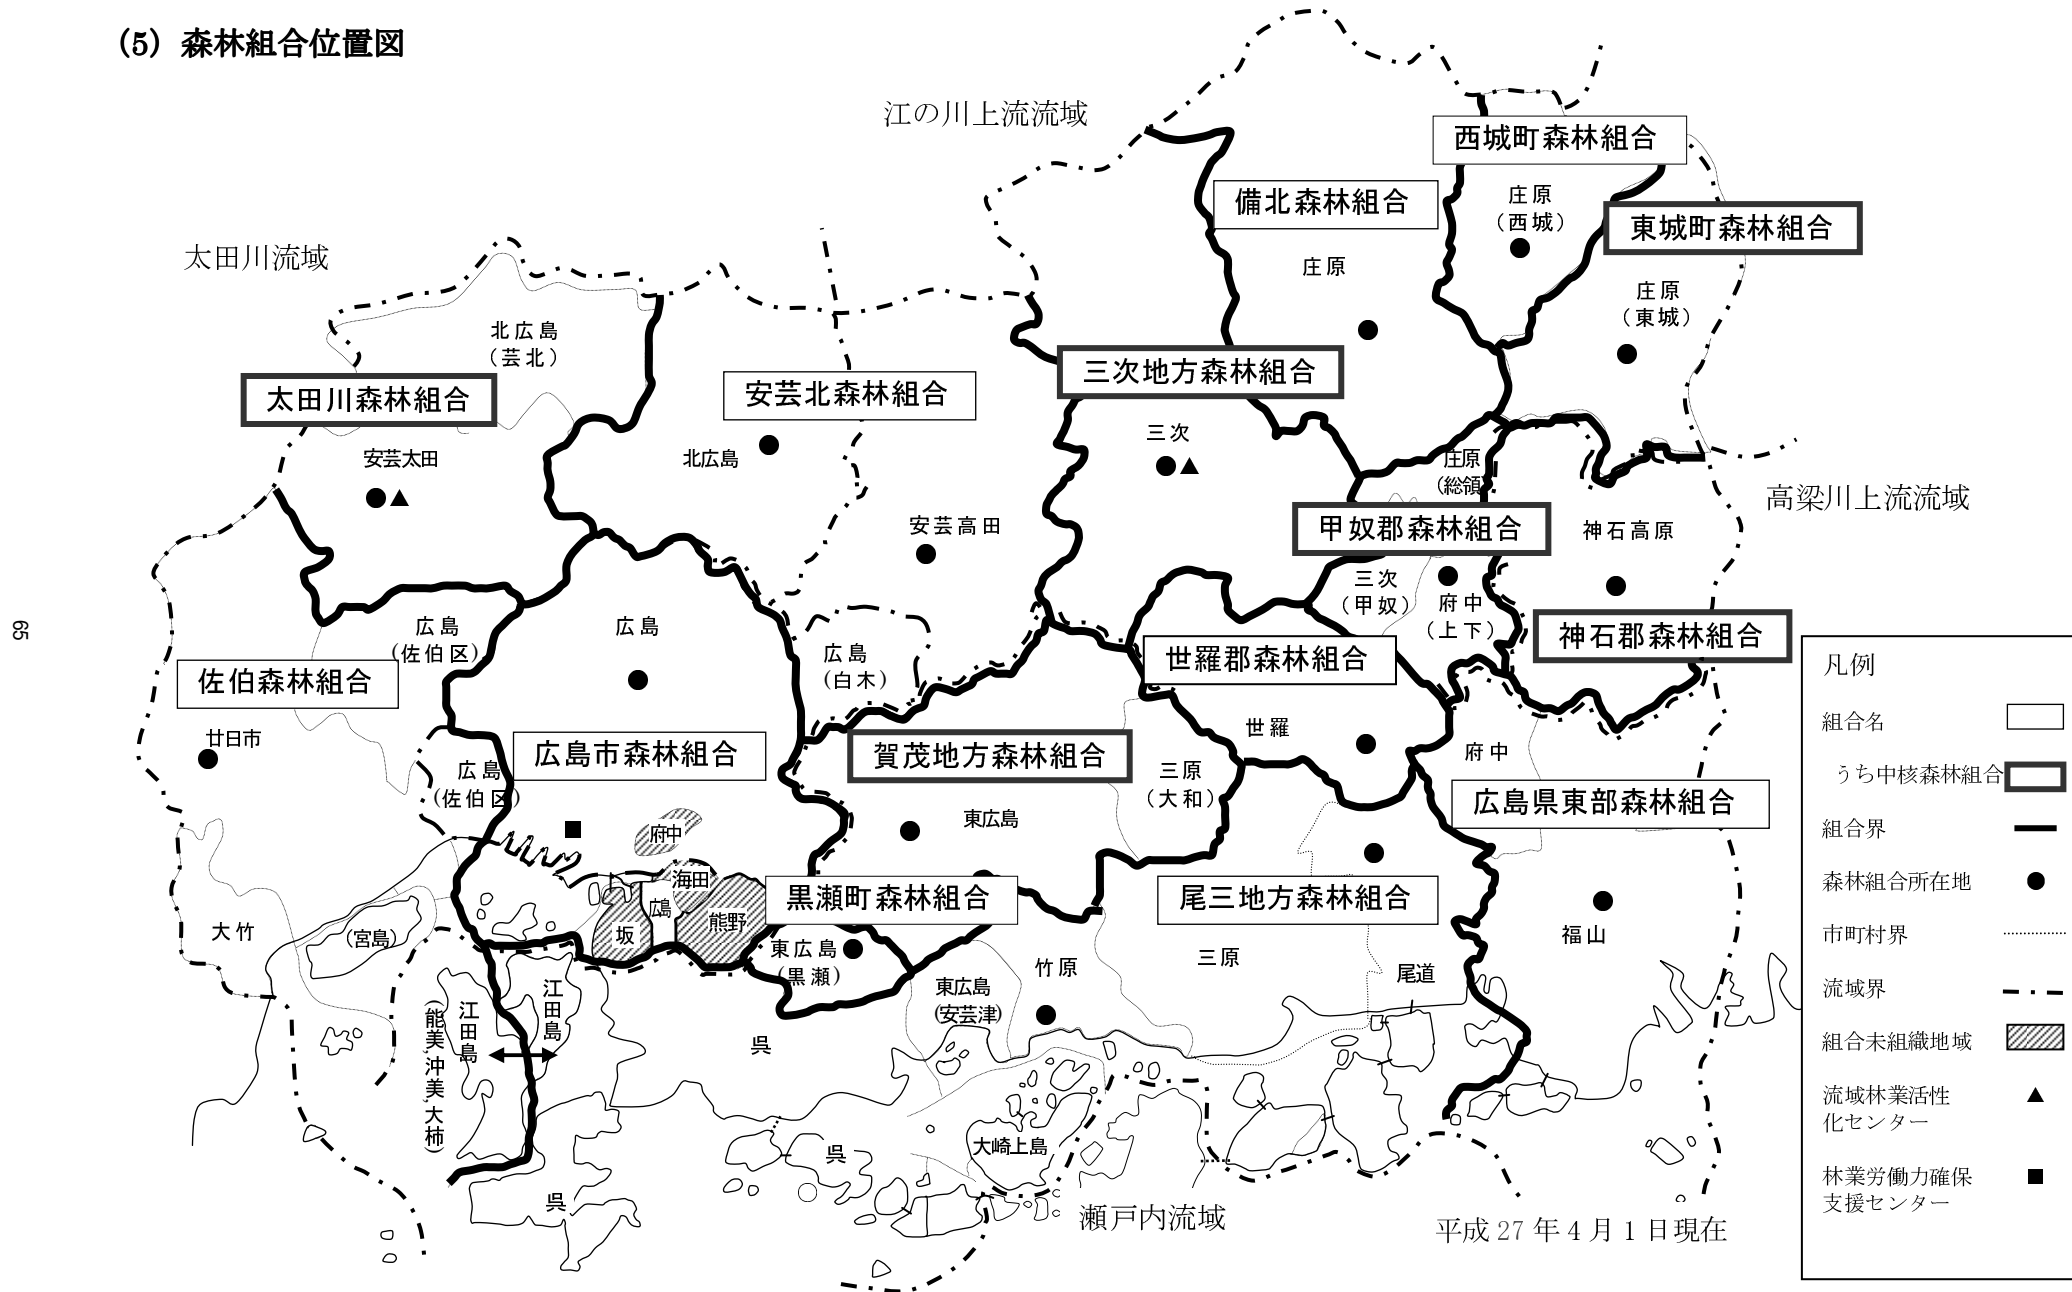 (5) 森林組合位置図
江の川上流流域
西城町森林組合
備北森林組合
庄原
(西城)
東城町森林組合
太田川流域
庄原
庄原
(東城)
北広島
(芸北)
三次地方森林組合
太田川森林組合
安芸北森林組合
三次
安芸太田
北広島
庄原
(総領)
高梁川上流流域
安芸高田
甲奴郡森林組合
神石高原
三次
(甲奴)
府中
(上下)
65
広島
(佐伯区)
広島
広島
(白木)
世羅郡森林組合
神石郡森林組合
佐伯森林組合
世羅
廿日市
広島市森林組合
賀茂地方森林組合
府中
広島
(佐伯区)
三原
(大和)
広島県東部森林組合
東広島
府中
海田
黒瀬町森林組合
尾三地方森林組合
広島
熊野
坂
大竹
(宮島)
東広島
(黒瀬)
福山
三原
竹原
尾道
東広島
(安芸津)
江田島
江田島
(能美,沖美,大柿)
呉
呉
大崎上島
呉
瀬戸内流域
平成 27 年 4 月 1 日現在
凡例
組合名
うち中核森林組合
組合界
森林組合所在地
市町村界
流域界
組合未組織地域
流域林業活性
化センター
林業労働力確保
支援センター